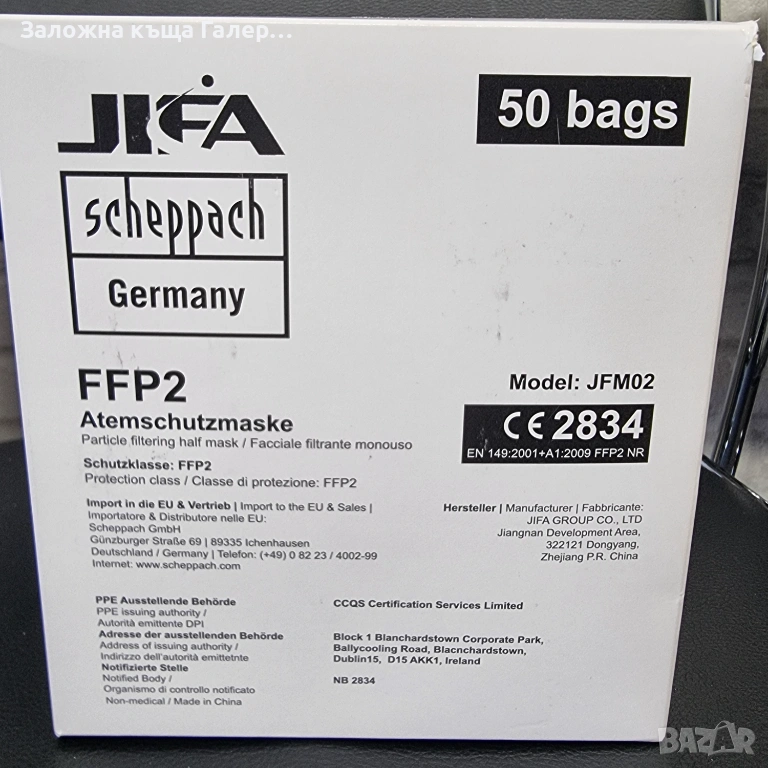 Заложна къща Галер...
JIFA
50 bags
scheppach
Germany
FFP2
Model: JFM02
Atemschutzmaske
CE 2834
Particle filtering half mask / Facciale filtrante monouso
EN 149:2001+A1:2009 FFP2 NR
Schutzklasse: FFP2
Protection class / Classe di protezione: FFP2
Import in die EU & Vertrieb | Import to the EU & Sales |
Importatore & Distributore nelle EU:
Scheppach GmbH
Günzburger Straße 69 | 89335 Ichenhausen
Deutschland / Germany | Telefon: (+49) 0 82 23 / 4002-99
Internet: www.scheppach.com
Hersteller | Manufacturer | Fabbricante:
JIFA GROUP CO., LTD
Jiangnan Development Area,
322121 Dongyang,
Zhejiang P.R. China
PPE Ausstellende Behörde
PPE issuing authority /
Autorità emittente DPI
CCQS Certification Services Limited
Adresse der ausstellenden Behörde
Address of issuing authority /
Indirizzo dell'autorità emittetnte
Block 1 Blanchardstown Corporate Park,
Ballycooling Road, Blacnchardstown,
Dublin15, D15 AKK1, Ireland
Notifizierte Stelle
Notified Body /
Organismo di controllo notificato
NB 2834
Non-medical / Made in China
BAZAR